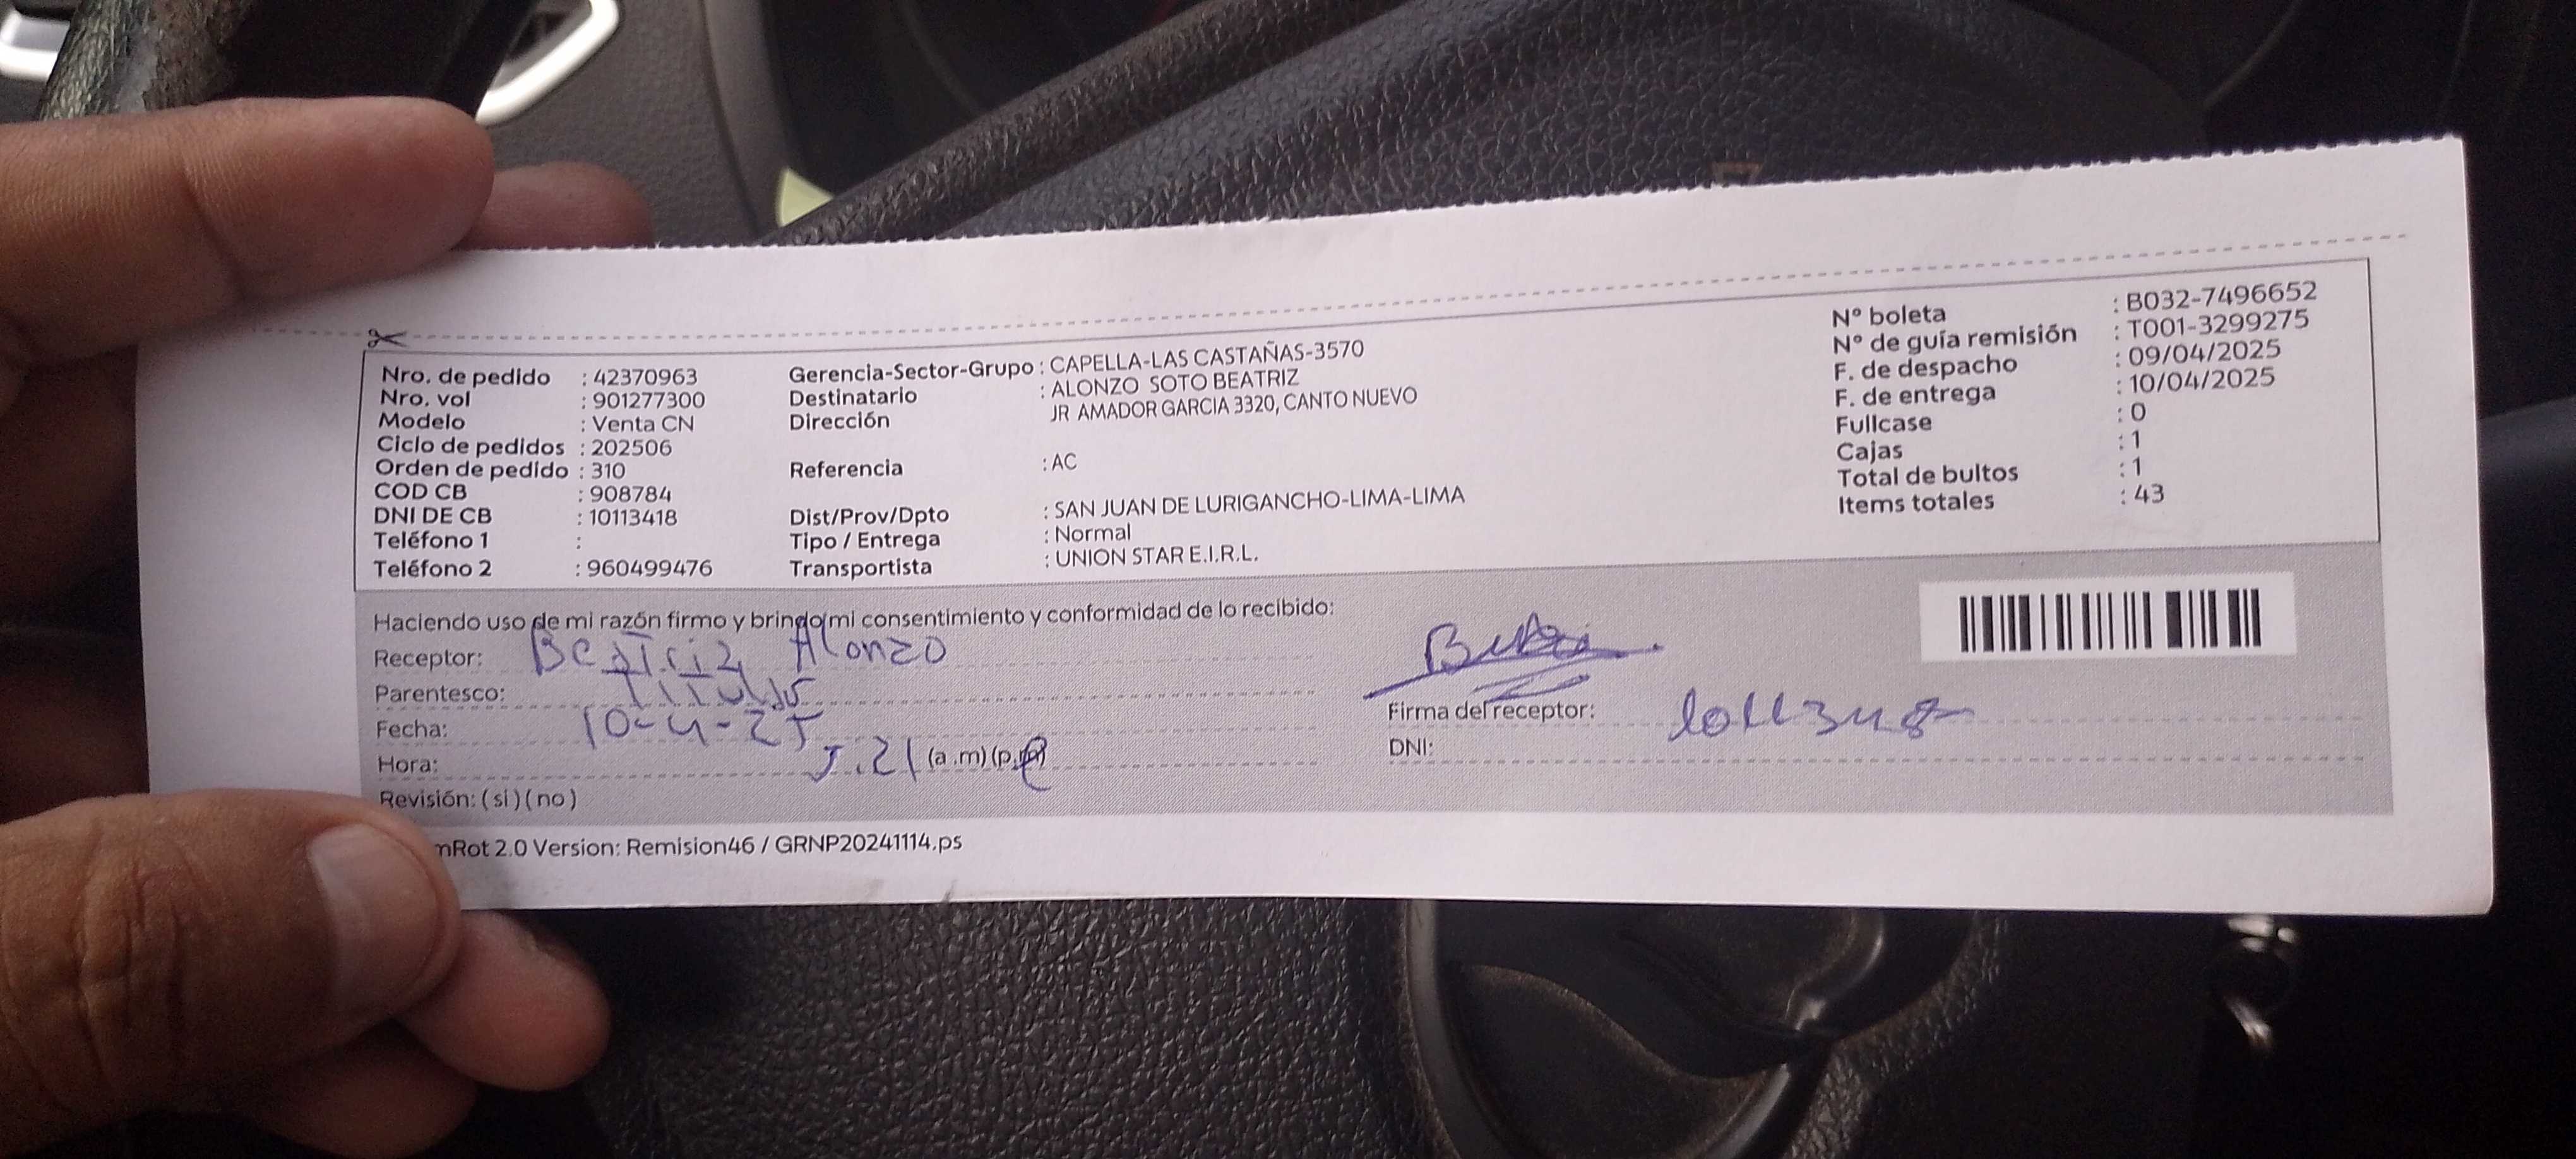 Nro. de pedido : 42370963
Nro. vol : 901277300
Modelo : Venta CN
Ciclo de pedidos : 202506
Orden de pedido : 310
COD CB : 908784
DNI DE CB : 10113418
Teléfono 1 :
Teléfono 2 : 960499476
Gerencia-Sector-Grupo : CAPELLA-LAS CASTAÑAS-3570
Destinatario : ALONZO SOTO BEATRIZ
Dirección JR AMADOR GARCIA 3320, CANTO NUEVO
Referencia : AC
Dist/Prov/Dpto : SAN JUAN DE LURIGANCHO-LIMA-LIMA
Tipo / Entrega : Normal
Transportista : UNION STAR E.I.R.L.
Nº boleta : B032-7496652
Nº de guía remisión : T001-3299275
F. de despacho : 09/04/2025
F. de entrega : 10/04/2025
Fullcase : 0
Cajas : 1
Total de bultos : 1
Items totales : 43
Haciendo uso de mi razón firmo y brindo mi consentimiento y conformidad de lo recibido:
Receptor: Beatriz Alonzo
Parentesco: Titular
Fecha: 10-4-25
Hora: 5.21 (a.m) (p.m)
Revisión: (si) (no)
Firma del receptor:
DNI:
mRot 2.0 Version: Remision46 / GRNP20241114.ps